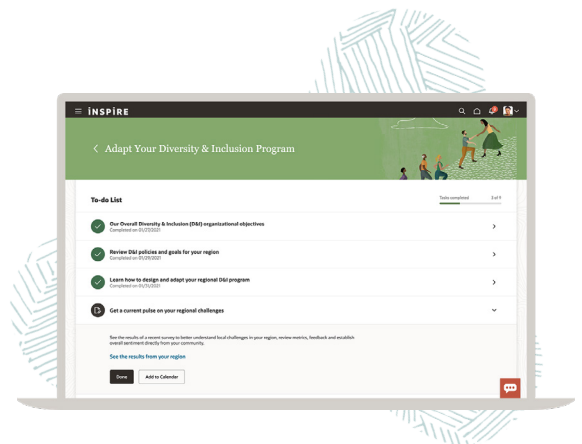 INSPIRE
Adapt Your Diversity & Inclusion Program
To-do List
Tasks completed 3 of 9
Our Overall Diversity & Inclusion (D&I) organizational objectives
Completed on 01/27/2021
Review D&I policies and goals for your region
Completed on 01/29/2021
Learn how to design and adapt your regional D&I program
Completed on 01/31/2021
Get a current pulse on your regional challenges
See the results of a recent survey to better understand local challenges in your region, review metrics, feedback and establish
overall sentiment directly from your community.
See the results from your region
Done Add to Calendar